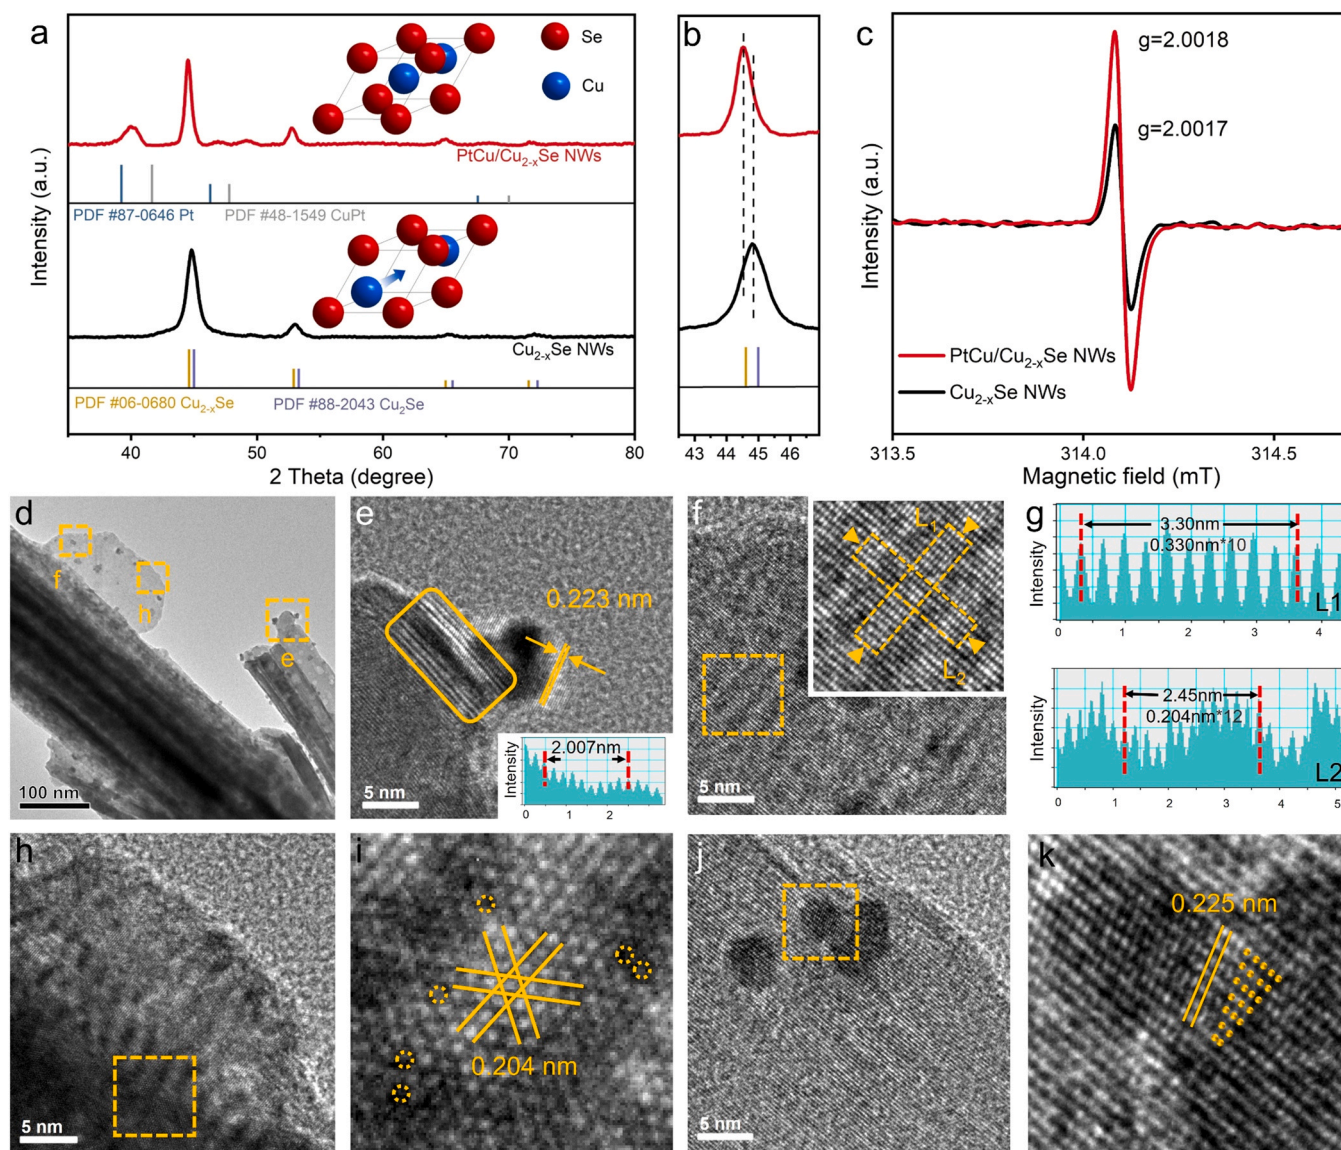 a
Se
Cu
PtCu/Cu2-xSe NWs
PDF #87-0646 Pt
PDF #48-1549 CuPt
Cu2-xSe NWs
PDF #06-0680 Cu2-xSe
PDF #88-2043 Cu2Se
Intensity (a.u.)
40 50 60 70 80
2 Theta (degree)
b
43 44 45 46
c
g=2.0018
g=2.0017
PtCu/Cu2-xSe NWs
Cu2-xSe NWs
Intensity (a.u.)
313.5 314.0 314.5
Magnetic field (mT)
d
f
h
e
100 nm
e
0.223 nm
2.007nm
Intensity
0 1 2
5 nm
f
L1
L2
5 nm
g
3.30nm
0.330nm*10
Intensity
L1
0 1 2 3 4
2.45nm
0.204nm*12
Intensity
L2
0 1 2 3 4 5
h
5 nm
i
0.204 nm
j
5 nm
k
0.225 nm